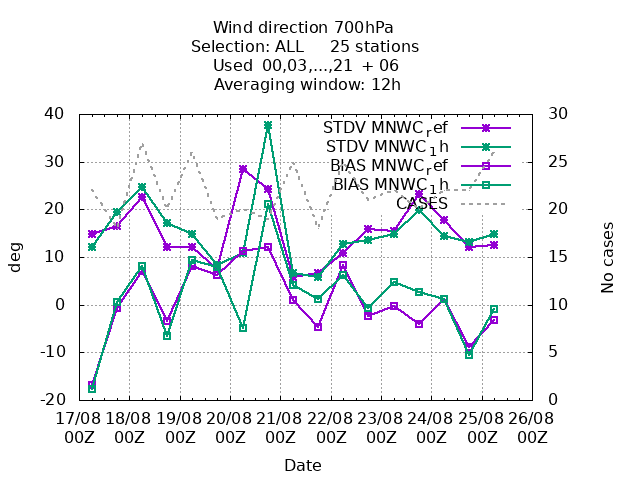 Wind direction 700hPa
Selection: ALL     25 stations
Used  00,03,...,21  + 06
Averaging window: 12h
40
30
20
10
0
-10
-20
deg
30
25
20
15
10
5
0
No cases
STDV MNWC_ref
STDV MNWC_1h
BIAS MNWC_ref
BIAS MNWC_1h
CASES
17/08 18/08 19/08 20/08 21/08 22/08 23/08 24/08 25/08 26/08
00Z 00Z 00Z 00Z 00Z 00Z 00Z 00Z 00Z 00Z
Date